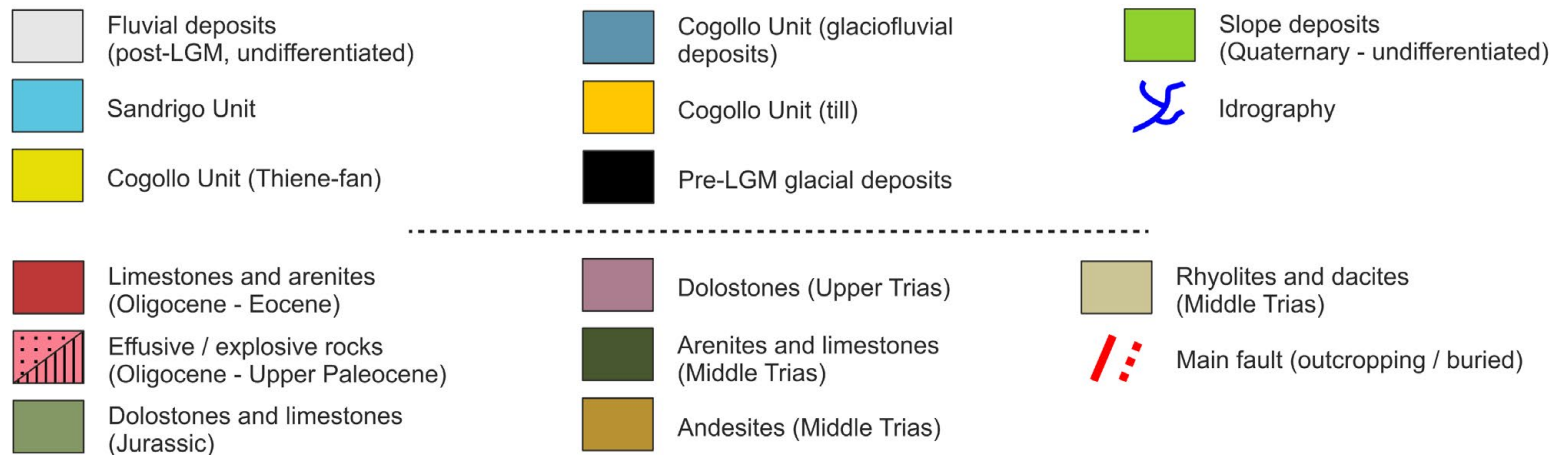 Fluvial deposits
(post-LGM, undifferentiated)
Sandrigo Unit
Cogollo Unit (Thiene-fan)
Cogollo Unit (glaciofluvial
deposits)
Cogollo Unit (till)
Pre-LGM glacial deposits
Slope deposits
(Quaternary - undifferentiated)
Idrography
Limestones and arenites
(Oligocene - Eocene)
Effusive / explosive rocks
(Oligocene - Upper Paleocene)
Dolostones and limestones
(Jurassic)
Dolostones (Upper Trias)
Arenites and limestones
(Middle Trias)
Andesites (Middle Trias)
Rhyolites and dacites
(Middle Trias)
Main fault (outcropping / buried)